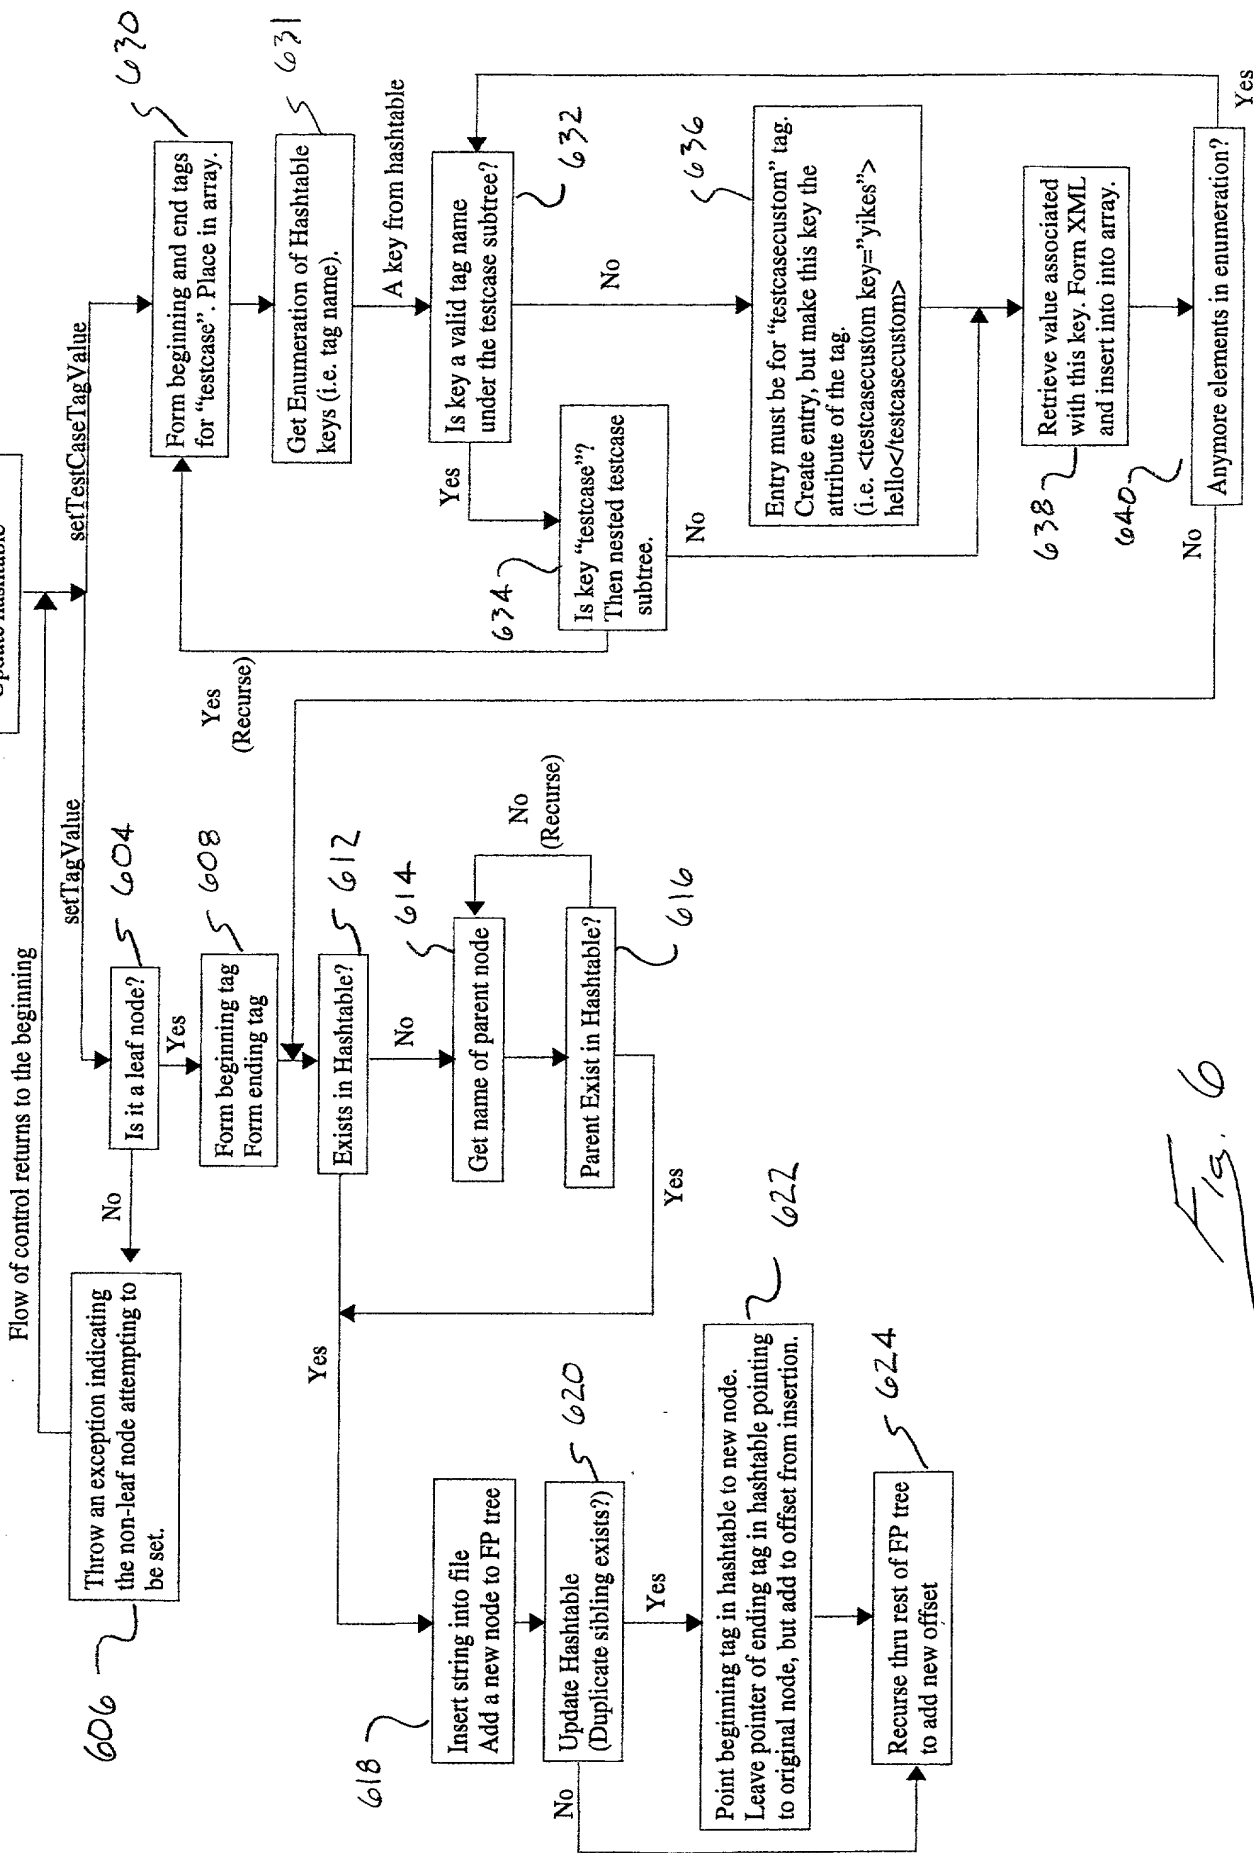 Update hashtable
Flow of control returns to the beginning
setTagValue
setTestCaseTagValue
606
Throw an exception indicating
the non-leaf node attempting to
be set.
No
Is it a leaf node?
604
Yes
Form beginning tag
Form ending tag
608
Exists in Hashtable?
612
Yes
No
Get name of parent node
614
Parent Exist in Hashtable?
616
No
(Recurse)
Yes
618
Insert string into file
Add a new node to FP tree
Update Hashtable
(Duplicate sibling exists?)
620
No
Yes
Point beginning tag in hashtable to new node.
Leave pointer of ending tag in hashtable pointing
to original node, but add to offset from insertion.
622
Recurse thru rest of FP tree
to add new offset
624
Form beginning and end tags
for “testcase”. Place in array.
630
Get Enumeration of Hashtable
keys (i.e. tag name).
631
A key from hashtable
Is key a valid tag name
under the testcase subtree?
632
Yes
No
Yes
(Recurse)
634
Is key “testcase”?
Then nested testcase
subtree.
No
Entry must be for “testcasecustom” tag.
Create entry, but make this key the
attribute of the tag.
(i.e. <testcasecustom key=”yikes”>
hello</testcasecustom>
636
638
Retrieve value associated
with this key. Form XML
and insert into into array.
640
Anymore elements in enumeration?
No
Yes
Fig. 6